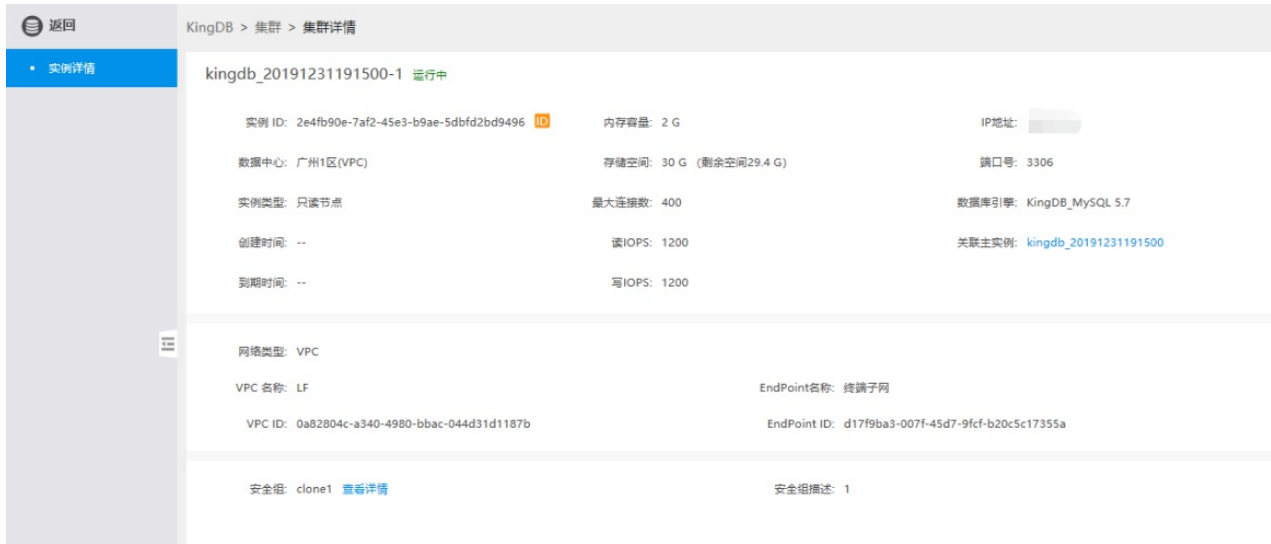 返回
KingDB > 集群 > 集群详情
实例详情
kingdb_20191231191500-1 运行中
实例 ID: 2e4fb90e-7af2-45e3-b9ae-5dbfd2bd9496 ID 内存容量: 2 G IP地址:
数据中心: 广州1区(VPC) 存储空间: 30 G (剩余空间29.4 G) 端口号: 3306
实例类型: 只读节点 最大连接数: 400 数据库引擎: KingDB_MySQL 5.7
创建时间: -- 读IOPS: 1200 关联主实例: kingdb_20191231191500
到期时间: -- 写IOPS: 1200
网络类型: VPC
VPC 名称: LF EndPoint名称: 终端子网
VPC ID: 0a82804c-a340-4980-bbac-044d31d1187b EndPoint ID: d17f9ba3-007f-45d7-9fcf-b20c5c17355a
安全组: clone1 查看详情 安全组描述: 1